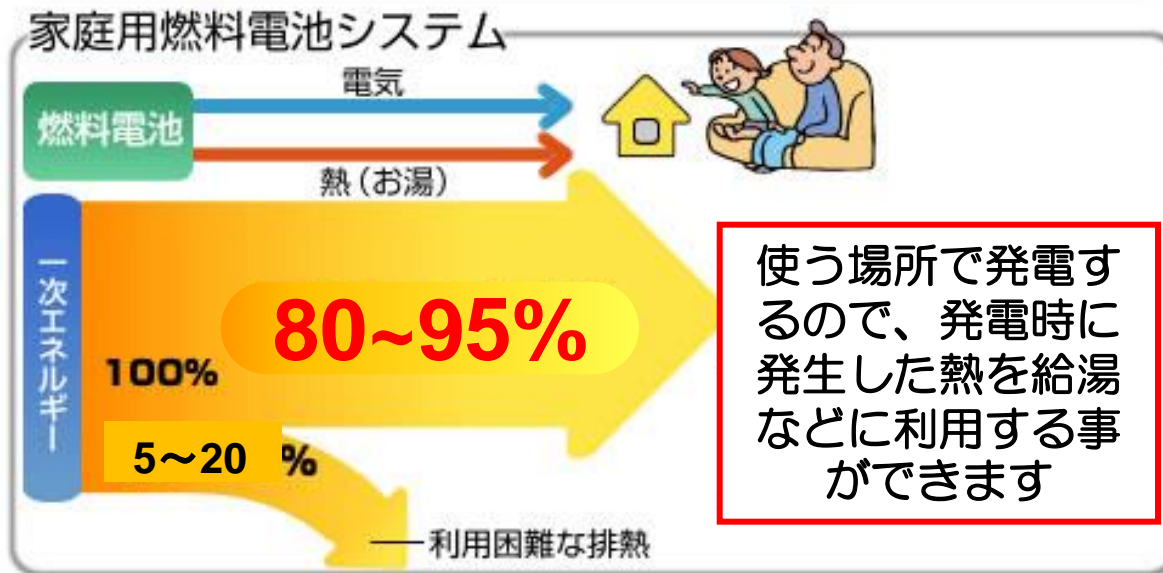 家庭用燃料電池システム
電気
燃料電池
熱(お湯)
一次エネルギー
80~95%
100%
5～20 %
利用困難な排熱
使う場所で発電す
るので、発電時に
発生した熱を給湯
などに利用する事
ができます